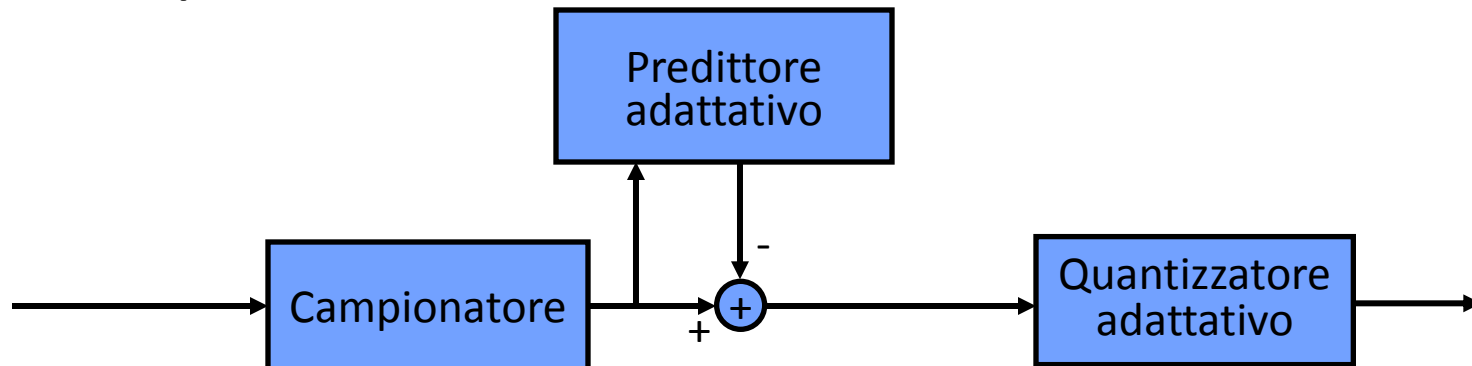 Predittore
adattativo
-
Campionatore
+
+
Quantizzatore
adattativo